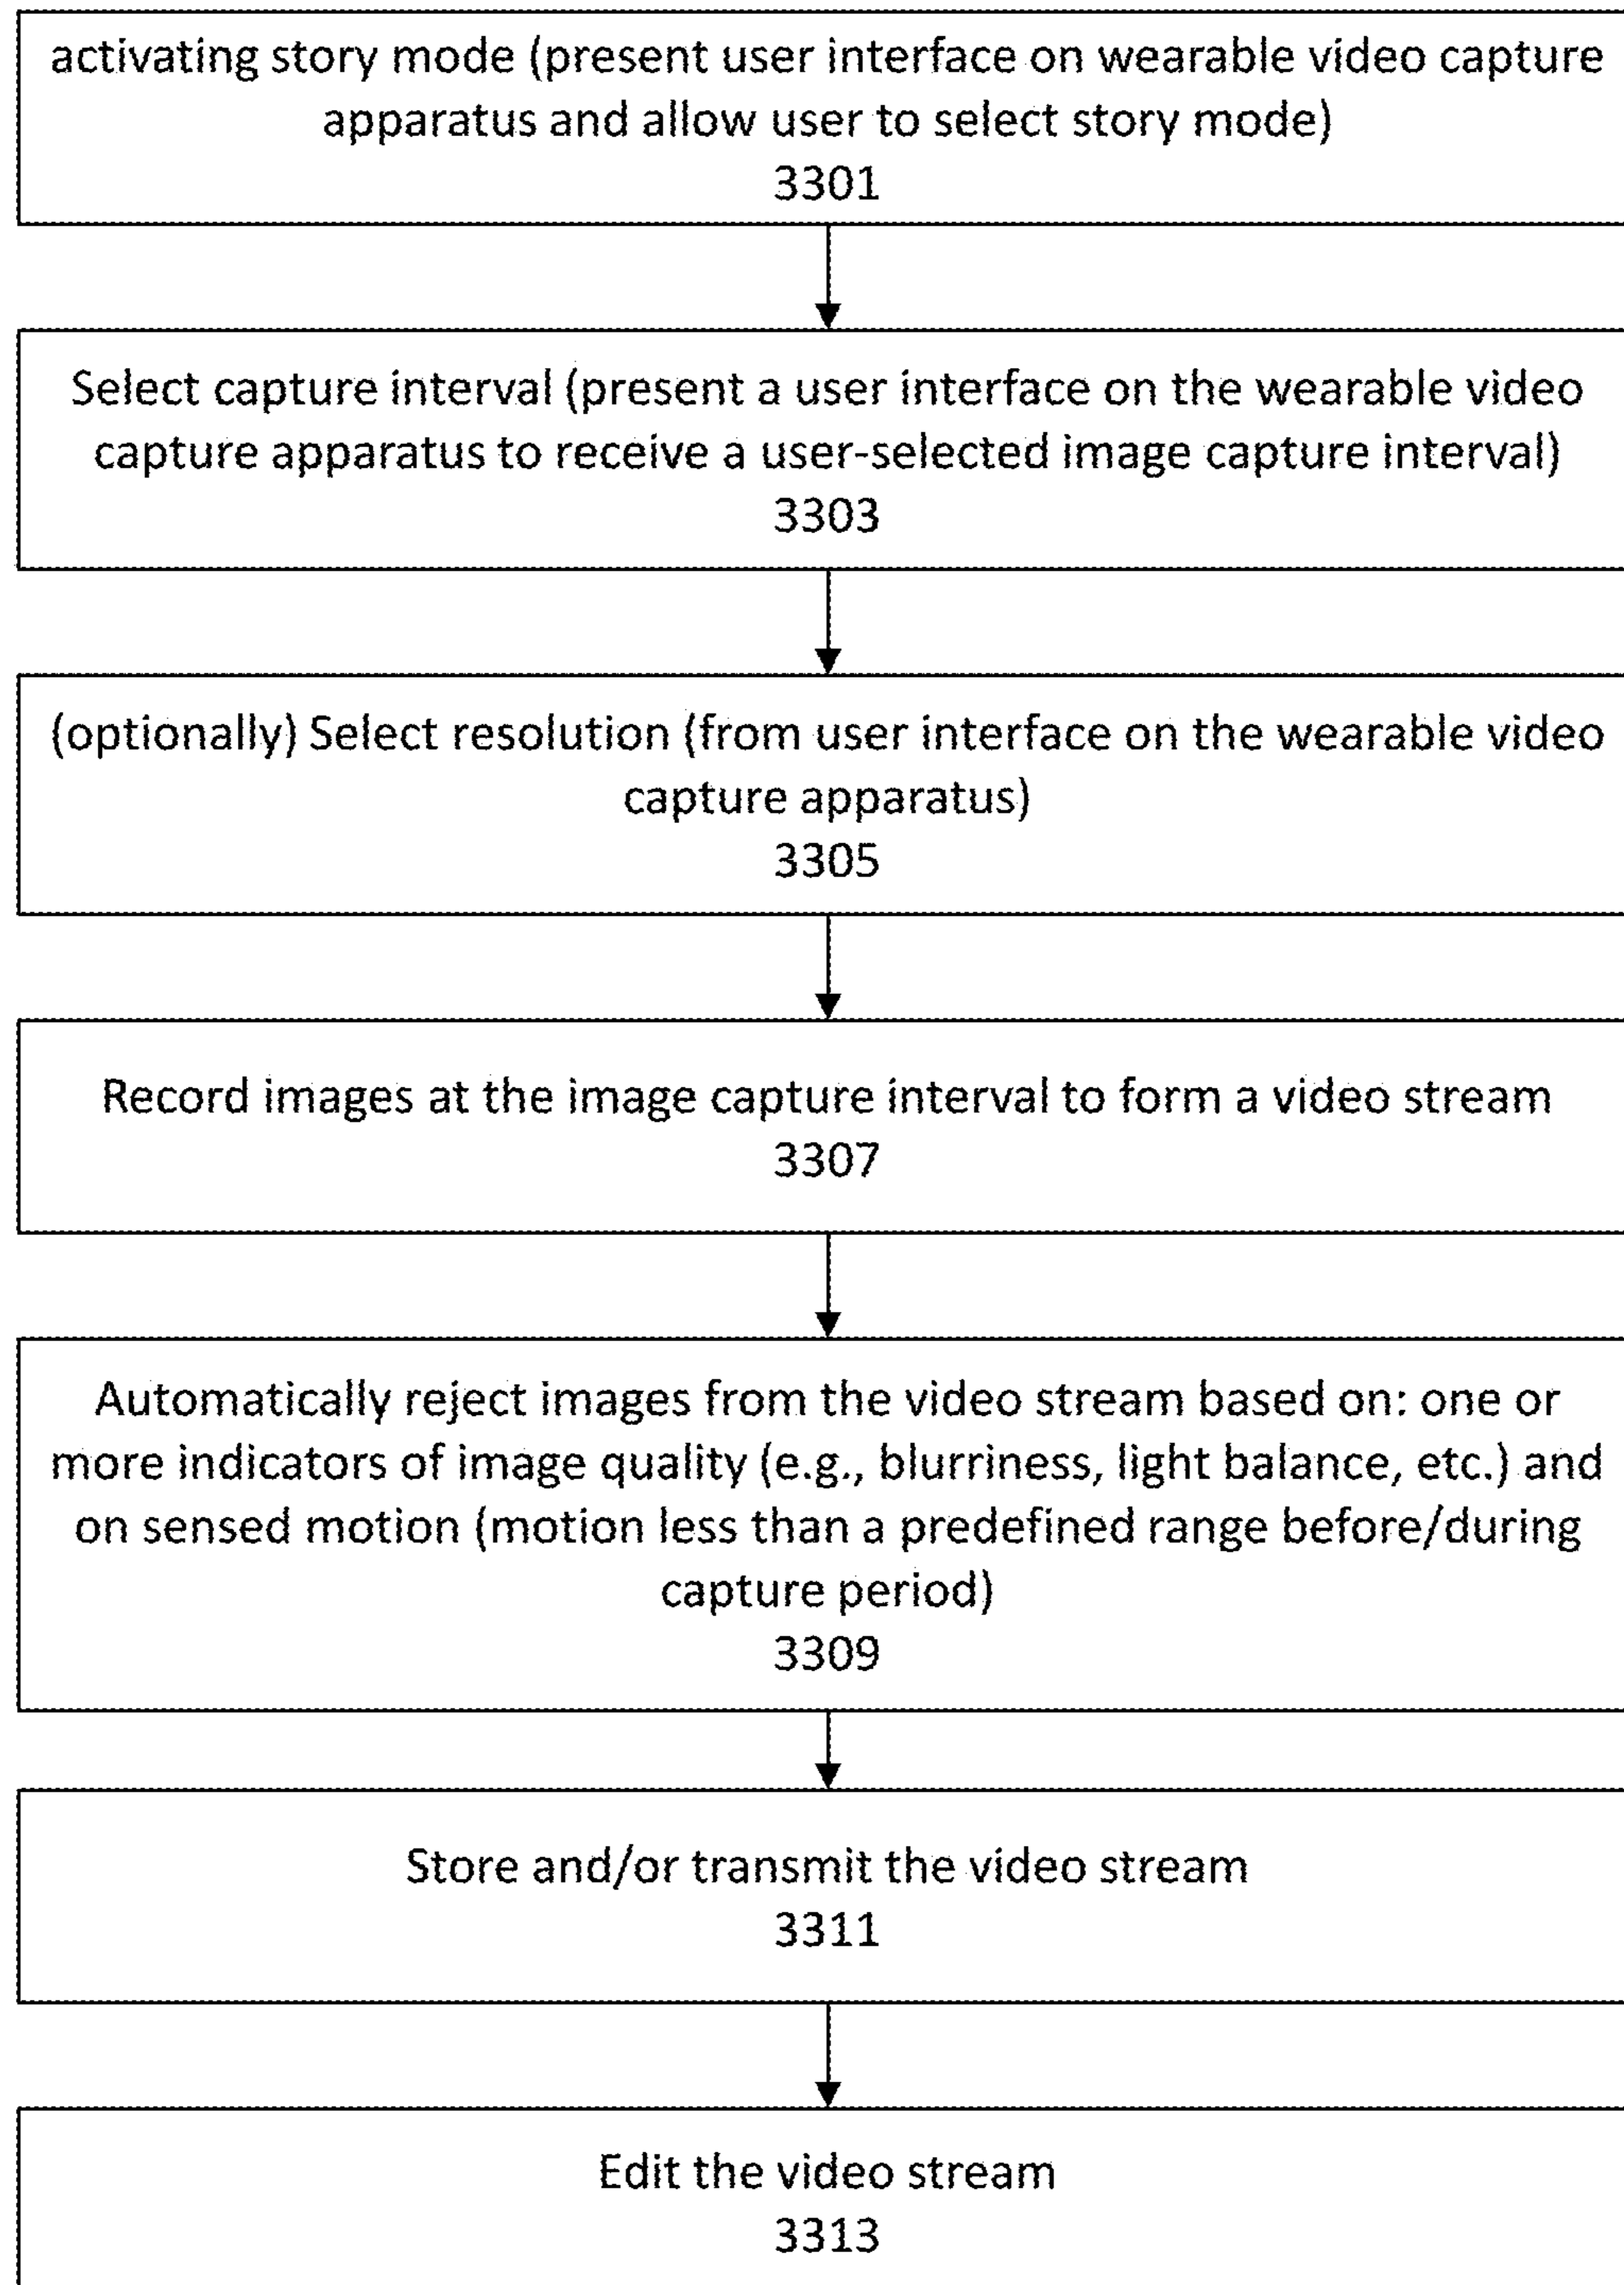 activating story mode (present user interface on wearable video capture
apparatus and allow user to select story mode)
3301
Select capture interval (present a user interface on the wearable video
capture apparatus to receive a user-selected image capture interval)
3303
(optionally) Select resolution (from user interface on the wearable video
capture apparatus)
3305
Record images at the image capture interval to form a video stream
3307
Automatically reject images from the video stream based on: one or
more indicators of image quality (e.g., blurriness, light balance, etc.) and
on sensed motion (motion less than a predefined range before/during
capture period)
3309
Store and/or transmit the video stream
3311
Edit the video stream
3313